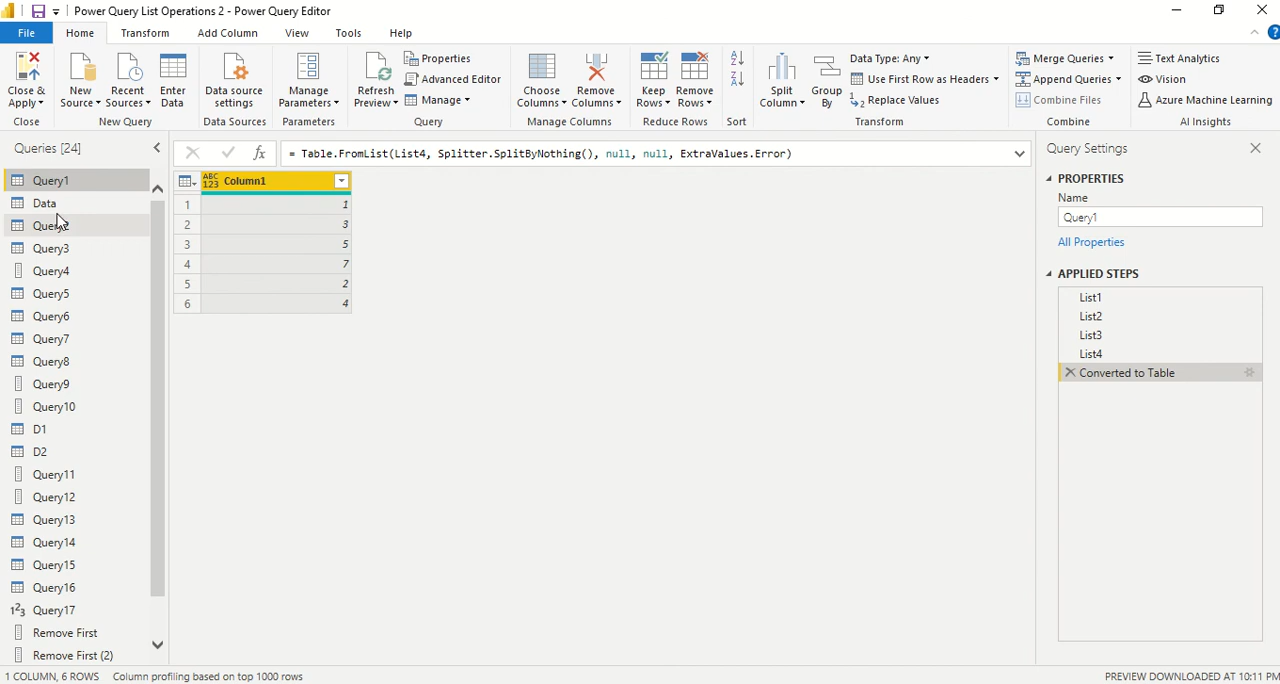 Power Query List Operations 2 - Power Query Editor
File Home Transform Add Column View Tools Help
Close & Apply
New Source
Recent Sources
Enter Data
Data source settings
Manage Parameters
Refresh Preview
Properties
Advanced Editor
Manage
Choose Columns
Remove Columns
Keep Rows
Remove Rows
Split Column
Group By
Data Type: Any
Use First Row as Headers
Replace Values
Merge Queries
Append Queries
Combine Files
Text Analytics
Vision
Azure Machine Learning
Close New Query Data Sources Parameters Query Manage Columns Reduce Rows Sort Transform Combine AI Insights
Queries [24]
Query1
Data
Query2
Query3
Query4
Query5
Query6
Query7
Query8
Query9
Query10
D1
D2
Query11
Query12
Query13
Query14
Query15
Query16
1²3 Query17
Remove First
Remove First (2)
fx = Table.FromList(List4, Splitter.SplitByNothing(), null, null, ExtraValues.Error)
ABC 123 Column1
1 1
2 3
3 5
4 7
5 2
6 4
Query Settings
PROPERTIES
Name
Query1
All Properties
APPLIED STEPS
List1
List2
List3
List4
Converted to Table
1 COLUMN, 6 ROWS Column profiling based on top 1000 rows
PREVIEW DOWNLOADED AT 10:11 PM